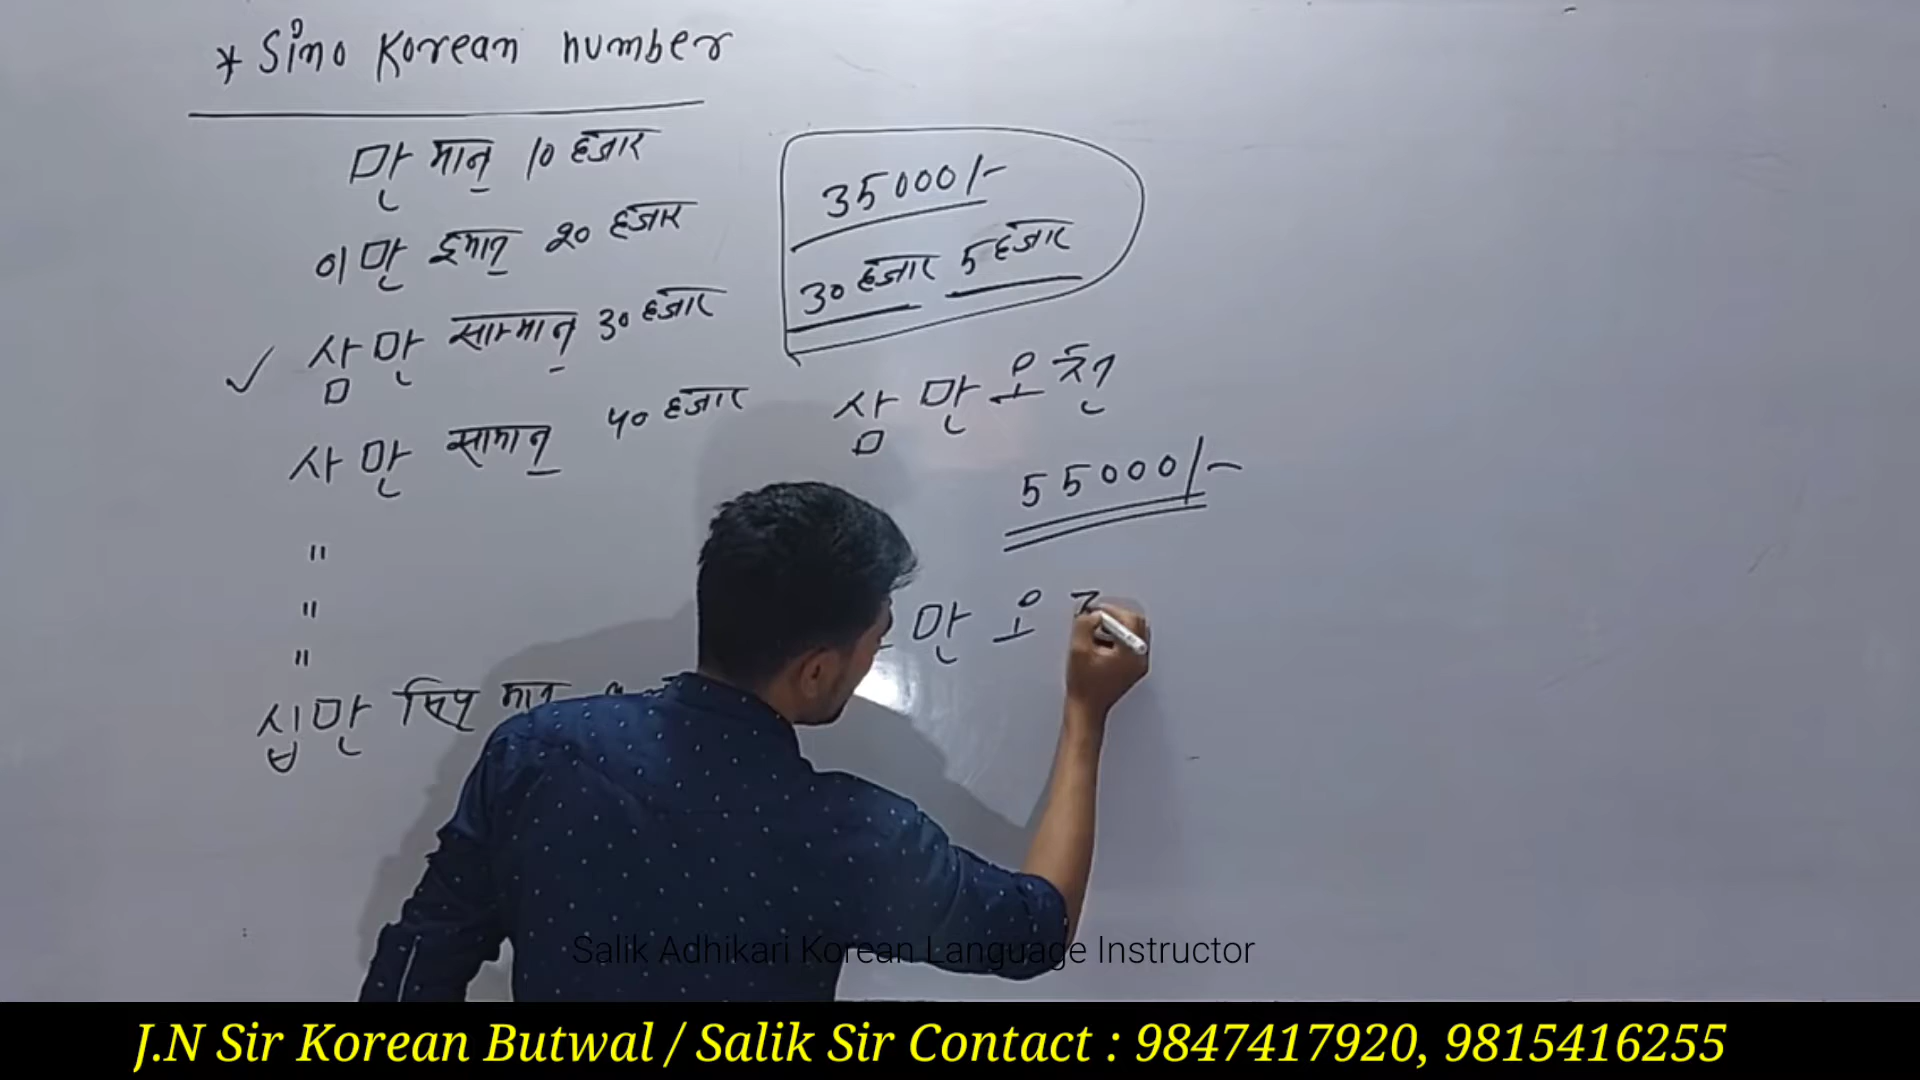 * Sino Korean number
만 मान् 10 हजार
이만 इमान् 20 हजार
삼만 साममान् 30 हजार
사만 सामान् 40 हजार
"
"
"
십만 सिप् मान्
35000/-
30 हजार 5 हजार
삼만오천
55000/-
만 오
Salik Adhikari Korean Language Instructor
J.N Sir Korean Butwal / Salik Sir Contact : 9847417920, 9815416255